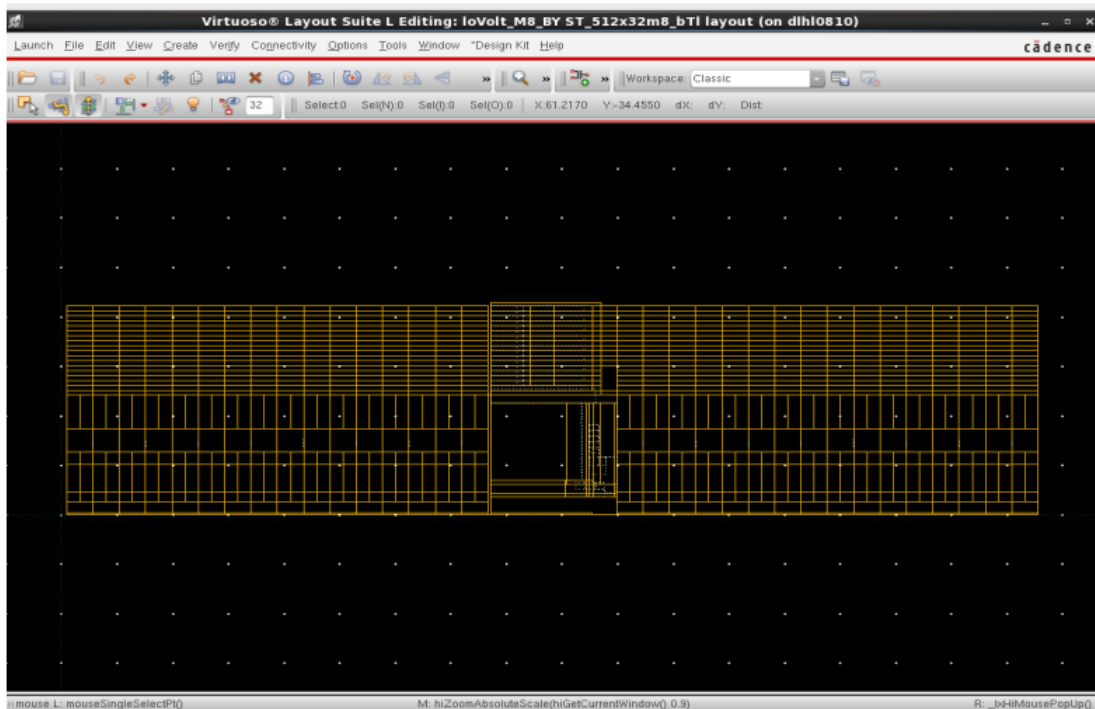 Virtuoso® Layout Suite L Editing: loVolt_M8_BY ST_512x32m8_bTl layout (on dlhl0810)
Launch File Edit View Create Verify Connectivity Options Tools Window "Design Kit Help
cādence
» » » Workspace: Classic
32 Select:0 Sel(N):0 Sel(I):0 Sel(O):0 X:61.2170 Y:-34.4550 dX: dY: Dist:
mouse L: mouseSingleSelectPt() M: hiZoomAbsoluteScale(hiGetCurrentWindow() 0.9) R: _lxHiMousePopUp()